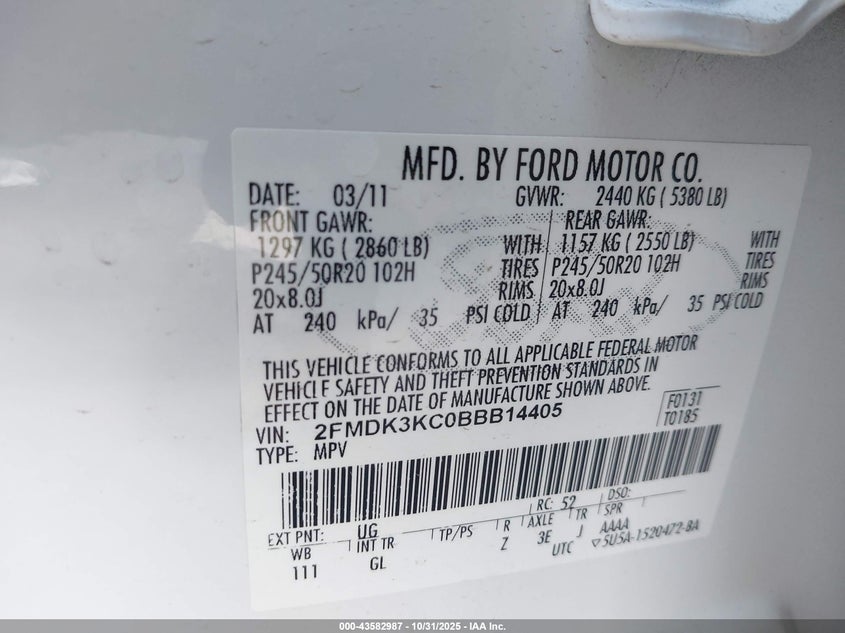 MFD. BY FORD MOTOR CO.
DATE: 03/11 GVWR: 2440 KG ( 5380 LB)
FRONT GAWR: REAR GAWR:
1297 KG ( 2860 LB) WITH 1157 KG ( 2550 LB) WITH
P245/50R20 102H TIRES P245/50R20 102H TIRES
20x8.0J RIMS 20x8.0J RIMS
AT 240 kPa/ 35 PSI COLD AT 240 kPa/ 35 PSI COLD
THIS VEHICLE CONFORMS TO ALL APPLICABLE FEDERAL MOTOR
VEHICLE SAFETY AND THEFT PREVENTION STANDARDS IN
EFFECT ON THE DATE OF MANUFACTURE SHOWN ABOVE.
VIN: 2FMDK3KC0BBB14405 F0131
TYPE: MPV T0185
RC: 52 DSO:
EXT PNT: UG TP/PS R AXLE TR SPR
WB INT TR Z 3E J AAAA
111 GL UTC ▽5U5A-1520472-BA
000-43582987 - 10/31/2025 - IAA Inc.